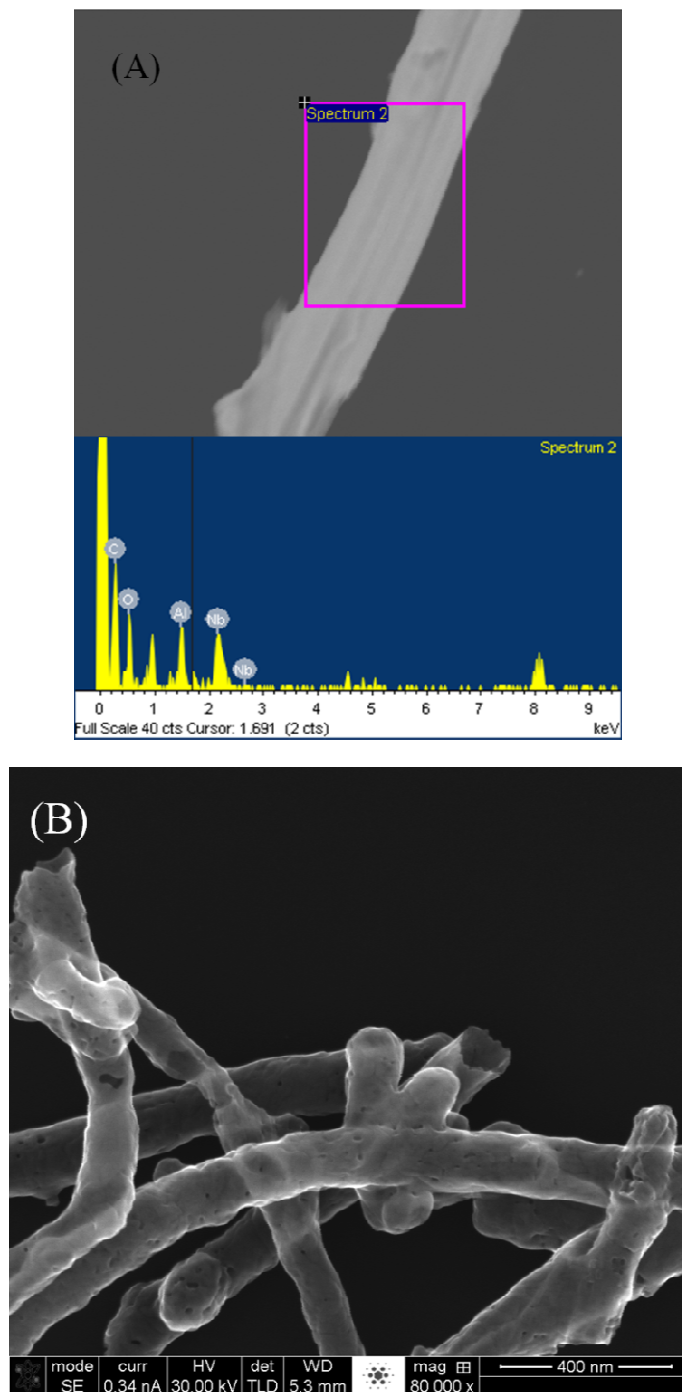 (A)
Spectrum 2
Spectrum 2
C
O
Al
Nb
Nb
0 1 2 3 4 5 6 7 8 9
Full Scale 40 cts Cursor: 1.691 (2 cts) keV
(B)
mode curr HV det WD mag 400 nm
SE 0.34 nA 30.00 kV TLD 5.3 mm 80 000 x